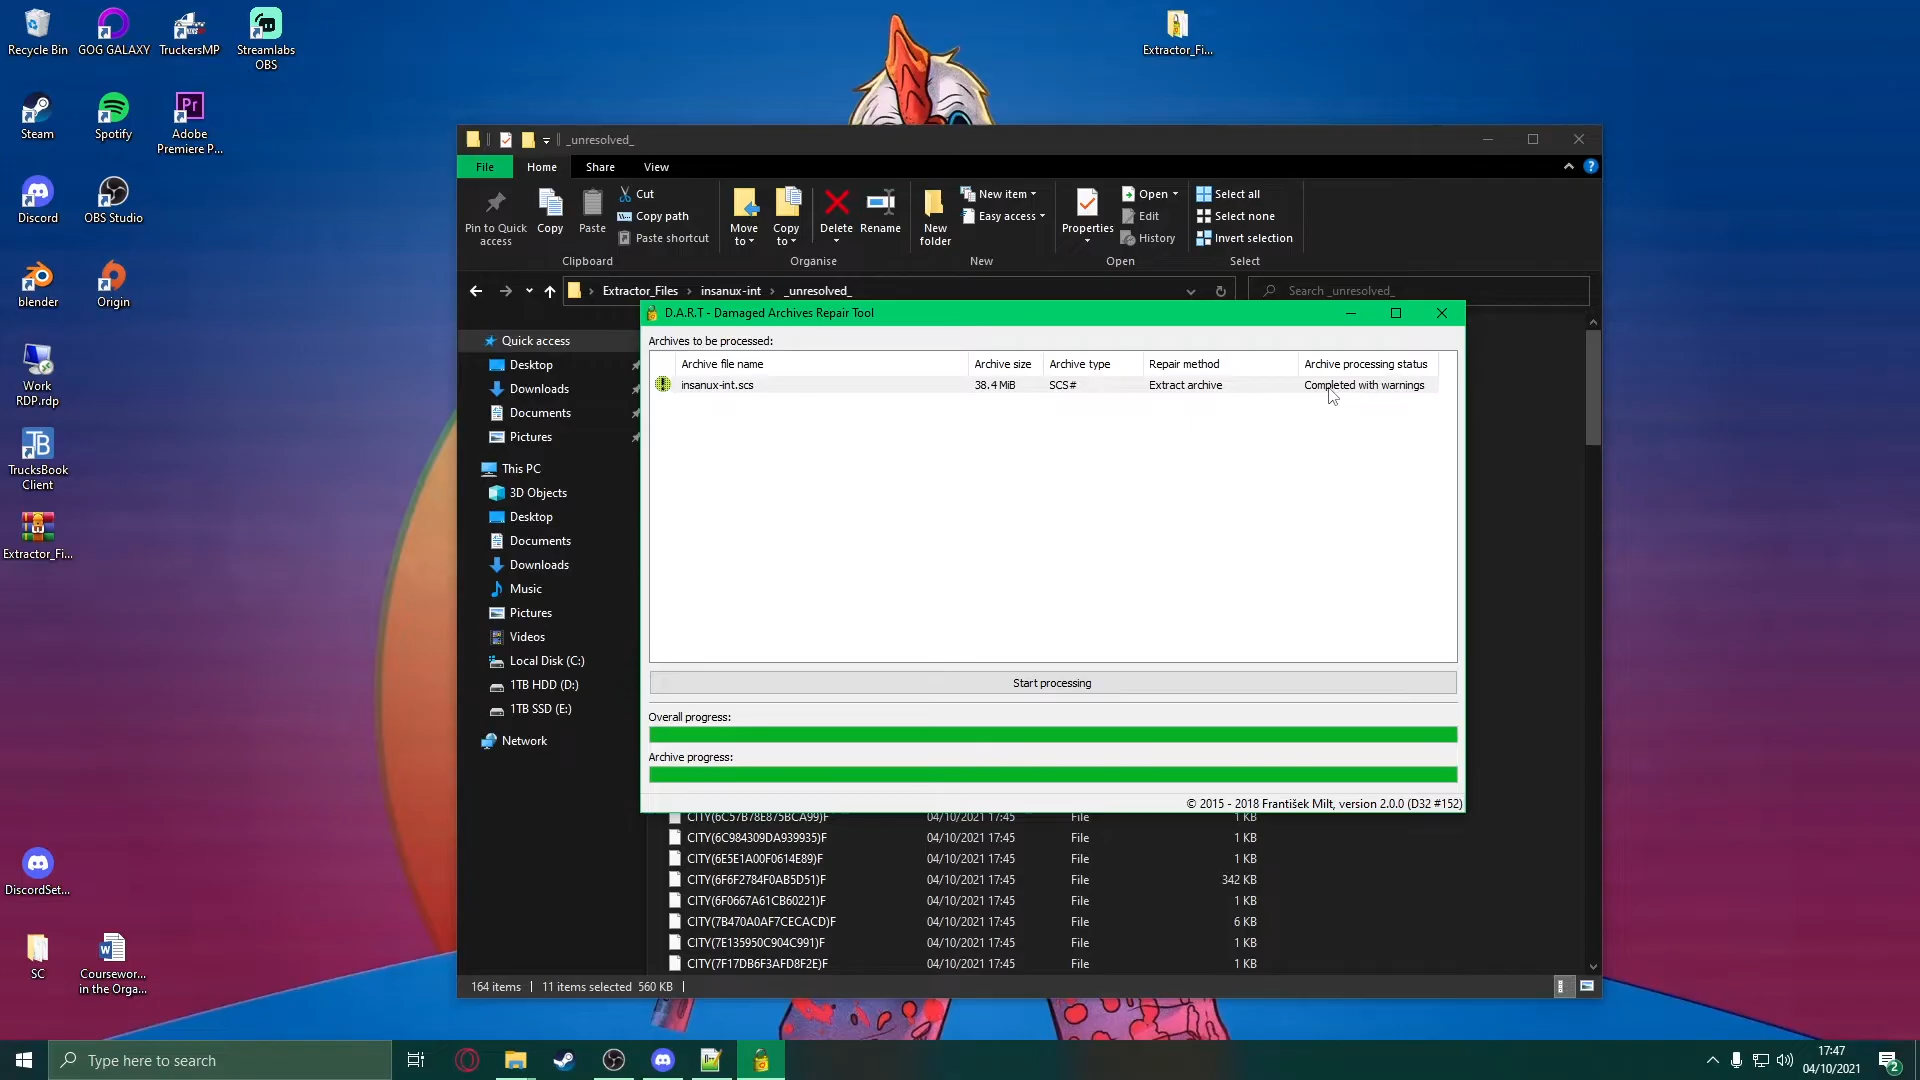 Recycle Bin
GOG GALAXY
TruckersMP
Streamlabs
OBS
Extractor_Fi...
Steam
Spotify
Adobe
Premiere P...
Discord
OBS Studio
blender
Origin
Work
RDP.rdp
TrucksBook
Client
Extractor_Fi...
DiscordSet...
SC
Coursewor...
in the Orga...
_unresolved_
File
Home
Share
View
Pin to Quick
access
Copy
Paste
Cut
Copy path
Paste shortcut
Clipboard
Move
to
Copy
to
Delete
Rename
Organise
New
folder
New item
Easy access
New
Properties
Open
Edit
History
Open
Select all
Select none
Invert selection
Select
Extractor_Files › insanux-int › _unresolved_
Search _unresolved_
Quick access
Desktop
Downloads
Documents
Pictures
This PC
3D Objects
Desktop
Documents
Downloads
Music
Pictures
Videos
Local Disk (C:)
1TB HDD (D:)
1TB SSD (E:)
Network
D.A.R.T - Damaged Archives Repair Tool
Archives to be processed:
Archive file name Archive size Archive type Repair method Archive processing status
insanux-int.scs 38.4 MiB SCS# Extract archive Completed with warnings
Start processing
Overall progress:
Archive progress:
© 2015 - 2018 František Milt, version 2.0.0 (D32 #152)
CITY(6C57B78E875BCA99)F 04/10/2021 17:45 File 1 KB
CITY(6C984309DA939935)F 04/10/2021 17:45 File 1 KB
CITY(6E5E1A00F0614E89)F 04/10/2021 17:45 File 1 KB
CITY(6F6F2784F0AB5D51)F 04/10/2021 17:45 File 342 KB
CITY(6F0667A61CB60221)F 04/10/2021 17:45 File 1 KB
CITY(7B470A0AF7CECACD)F 04/10/2021 17:45 File 6 KB
CITY(7E135950C904C991)F 04/10/2021 17:45 File 1 KB
CITY(7F17DB6F3AFD8F2E)F 04/10/2021 17:45 File 1 KB
164 items
11 items selected 560 KB
Type here to search
17:47
04/10/2021
2